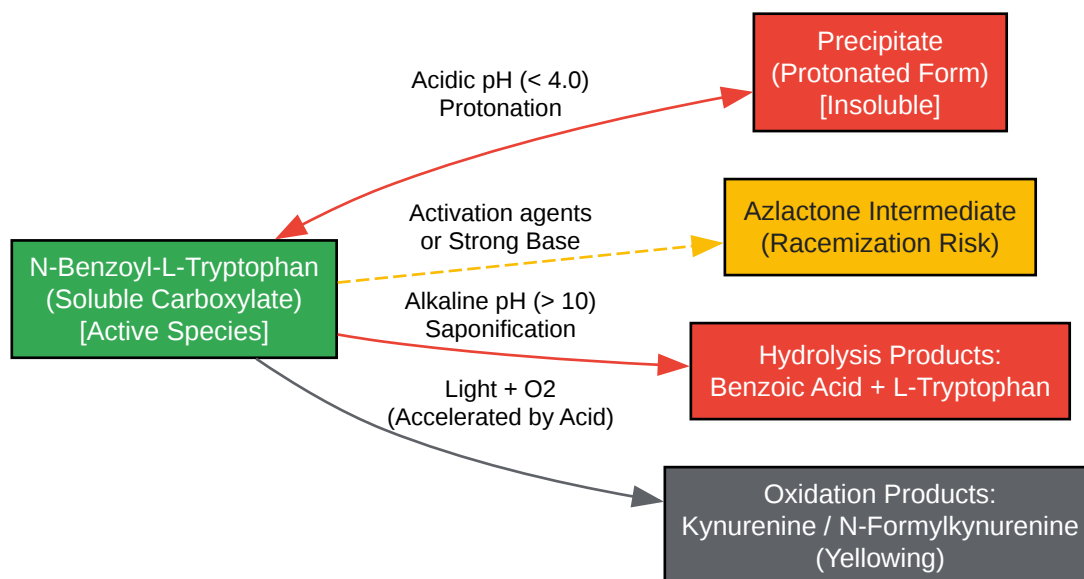 Precipitate
(Protonated Form)
[Insoluble]
Acidic pH (< 4.0)
Protonation
Azlactone Intermediate
(Racemization Risk)
Activation agents
or Strong Base
N-Benzoyl-L-Tryptophan
(Soluble Carboxylate)
[Active Species]
Alkaline pH (> 10)
Saponification
Hydrolysis Products:
Benzoic Acid + L-Tryptophan
Light + O2
(Accelerated by Acid)
Oxidation Products:
Kynurenine / N-Formylkynurenine
(Yellowing)